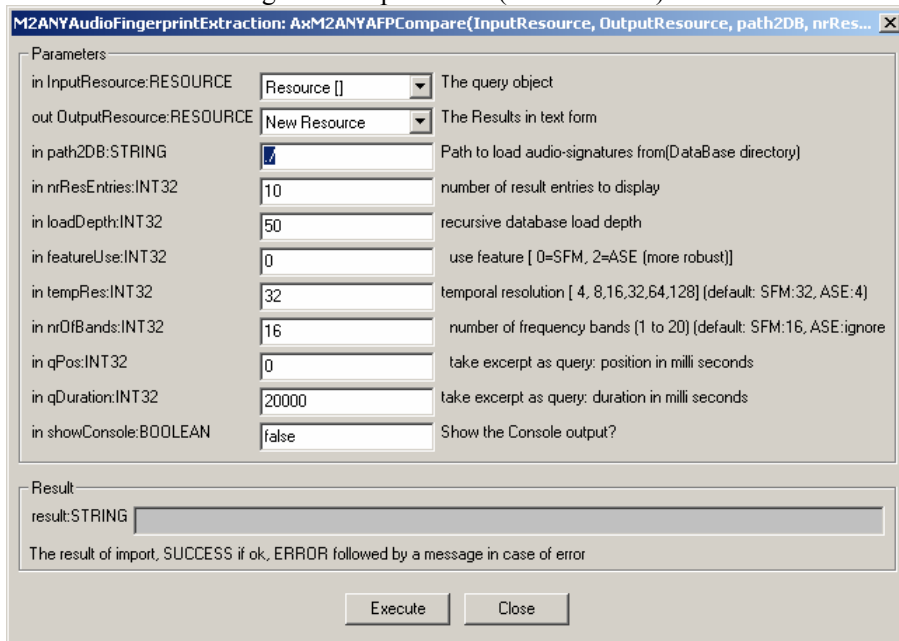 M2ANYAudioFingerprintExtraction: AxM2ANYAFPCompare(InputResource, OutputResource, path2DB, nrRes...
Parameters
in InputResource:RESOURCE Resource [] The query object
out OutputResource:RESOURCE New Resource The Results in text form
in path2DB:STRING ./ Path to load audio-signatures from(DataBase directory)
in nrResEntries:INT32 10 number of result entries to display
in loadDepth:INT32 50 recursive database load depth
in featureUse:INT32 0 use feature [ 0=SFM, 2=ASE (more robust)]
in tempRes:INT32 32 temporal resolution [ 4, 8,16,32,64,128] (default: SFM:32, ASE:4)
in nrOfBands:INT32 16 number of frequency bands (1 to 20) (default: SFM:16, ASE:ignore
in qPos:INT32 0 take excerpt as query: position in milli seconds
in qDuration:INT32 20000 take excerpt as query: duration in milli seconds
in showConsole:BOOLEAN false Show the Console output?
Result
result:STRING
The result of import, SUCCESS if ok, ERROR followed by a message in case of error
Execute Close